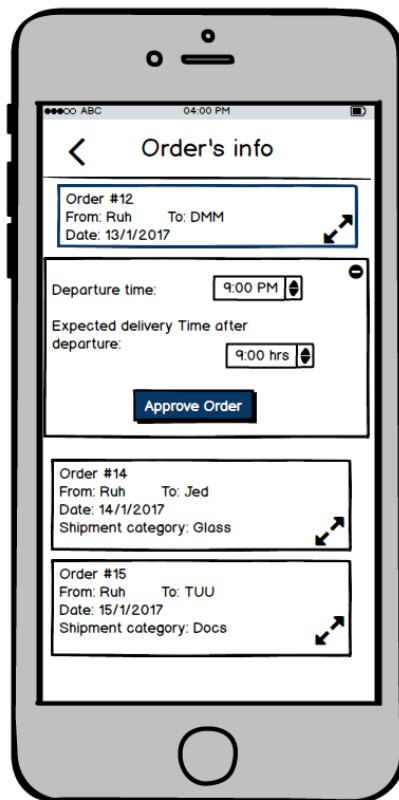 ABC 04:00 PM
Order's info
Order #12
From: Ruh To: DMM
Date: 13/1/2017
Departure time: 9:00 PM
Expected delivery Time after
departure:
9:00 hrs
Approve Order
Order #14
From: Ruh To: Jed
Date: 14/1/2017
Shipment category: Glass
Order #15
From: Ruh To: TUU
Date: 15/1/2017
Shipment category: Docs